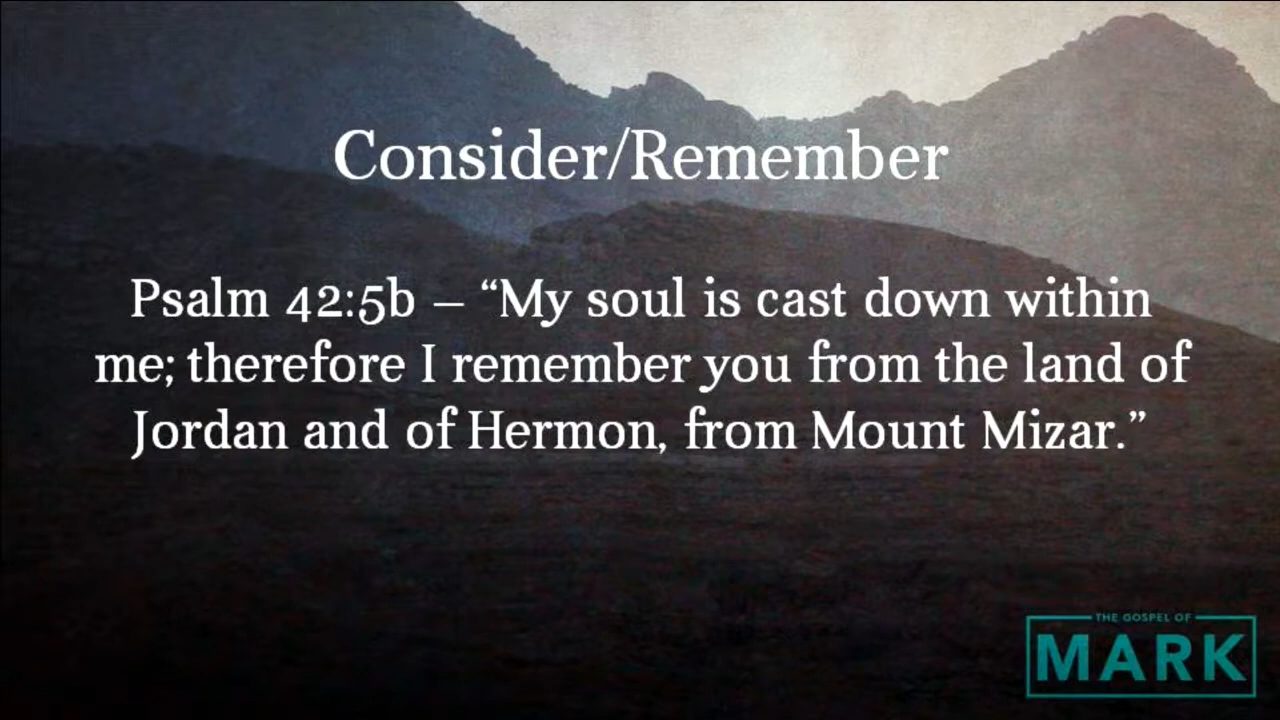 Consider/Remember
Psalm 42:5b – “My soul is cast down within
me; therefore I remember you from the land of
Jordan and of Hermon, from Mount Mizar.”
THE GOSPEL OF
MARK